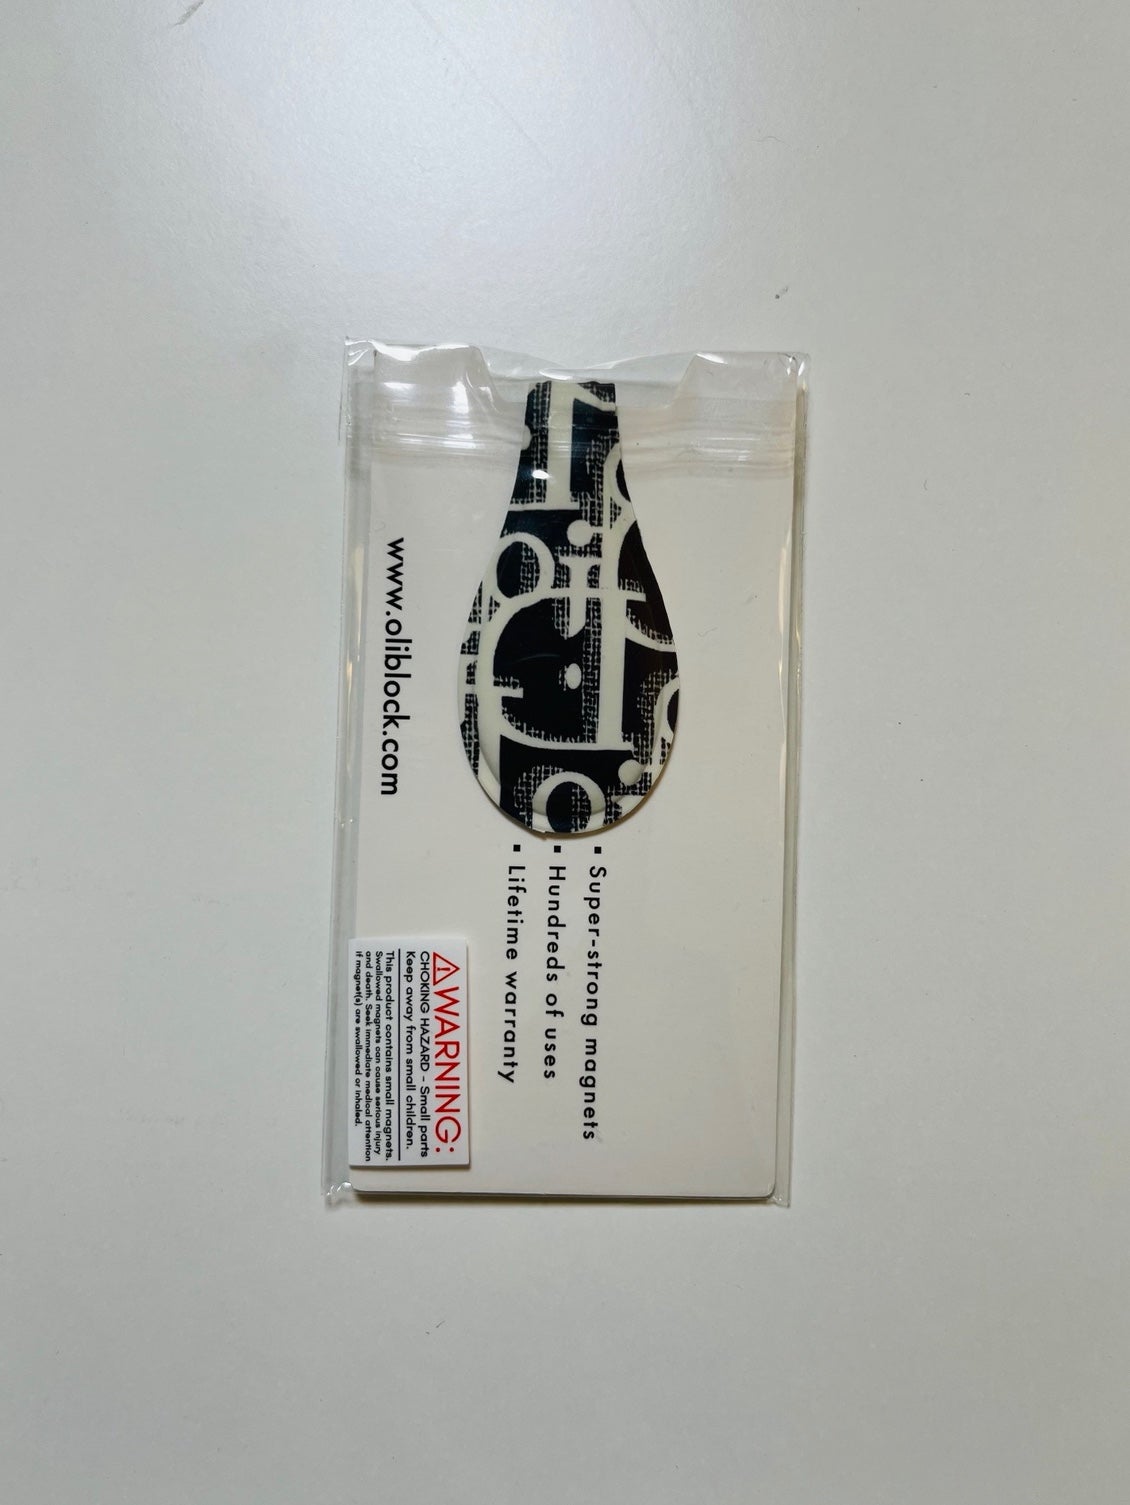 ▪ Super-strong magnets
▪ Hundreds of uses
▪ Lifetime warranty
www.oliblock.com
⚠WARNING:
CHOKING HAZARD - Small parts
Keep away from small children.
This product contains small magnets.
Swallowed magnets can cause serious injury
and death. Seek immediate medical attention
if magnet(s) are swallowed or inhaled.